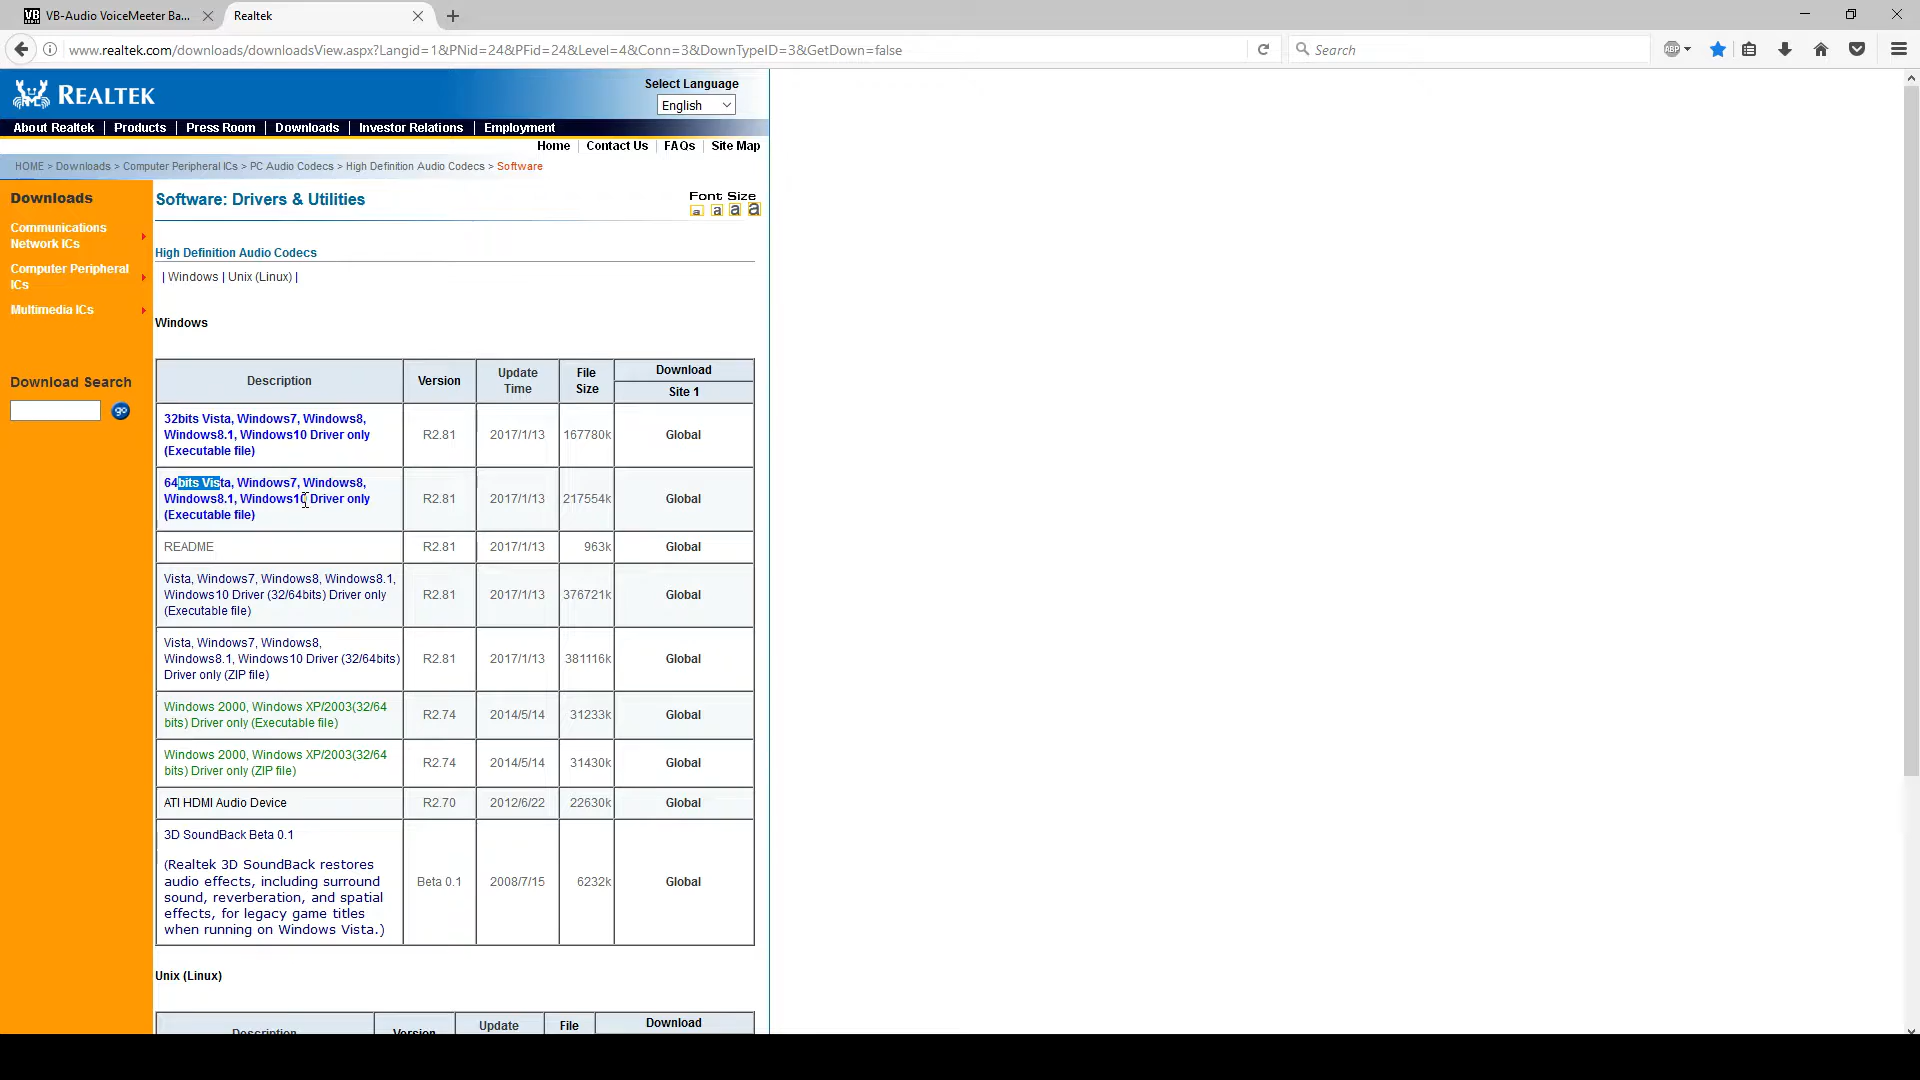 VB-Audio VoiceMeeter Ba...
Realtek
www.realtek.com/downloads/downloadsView.aspx?Langid=1&PNid=24&PFid=24&Level=4&Conn=3&DownTypeID=3&GetDown=false
Search
ABP
REALTEK
Select Language
English
About Realtek | Products | Press Room | Downloads | Investor Relations | Employment
Home | Contact Us | FAQs | Site Map
HOME > Downloads > Computer Peripheral ICs > PC Audio Codecs > High Definition Audio Codecs > Software
Downloads
Communications
Network ICs
Computer Peripheral
ICs
Multimedia ICs
Download Search
go
Software: Drivers & Utilities
Font Size
a a a a
High Definition Audio Codecs
| Windows | Unix (Linux) |
Windows
Description Version Update Time File Size Download
Site 1
32bits Vista, Windows7, Windows8,
Windows8.1, Windows10 Driver only
(Executable file)
R2.81 2017/1/13 167780k Global
64bits Vista, Windows7, Windows8,
Windows8.1, Windows10 Driver only
(Executable file)
R2.81 2017/1/13 217554k Global
README R2.81 2017/1/13 963k Global
Vista, Windows7, Windows8, Windows8.1,
Windows10 Driver (32/64bits) Driver only
(Executable file)
R2.81 2017/1/13 376721k Global
Vista, Windows7, Windows8,
Windows8.1, Windows10 Driver (32/64bits)
Driver only (ZIP file)
R2.81 2017/1/13 381116k Global
Windows 2000, Windows XP/2003(32/64
bits) Driver only (Executable file)
R2.74 2014/5/14 31233k Global
Windows 2000, Windows XP/2003(32/64
bits) Driver only (ZIP file)
R2.74 2014/5/14 31430k Global
ATI HDMI Audio Device R2.70 2012/6/22 22630k Global
3D SoundBack Beta 0.1
(Realtek 3D SoundBack restores
audio effects, including surround
sound, reverberation, and spatial
effects, for legacy game titles
when running on Windows Vista.)
Beta 0.1 2008/7/15 6232k Global
Unix (Linux)
Description Version Update File Download